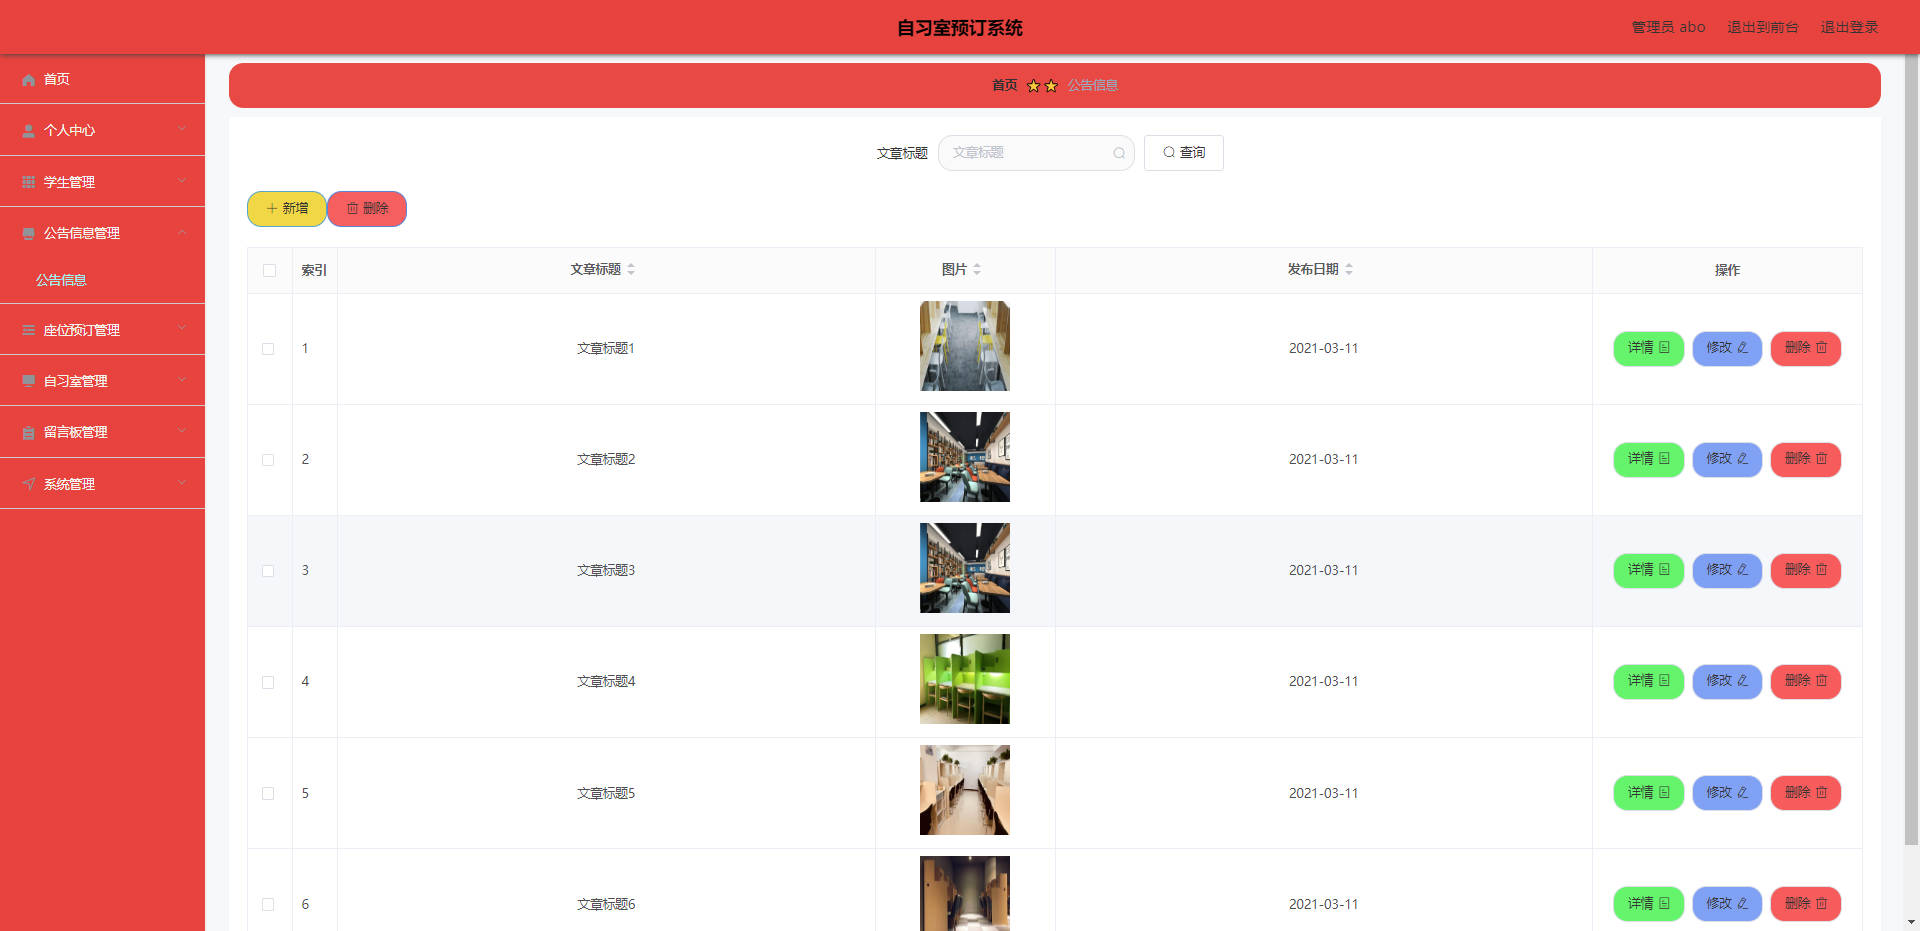 自习室预订系统
管理员 abo 退出到前台 退出登录
首页
个人中心
学生管理
公告信息管理
公告信息
座位预订管理
自习室管理
留言板管理
系统管理
首页 公告信息
文章标题 文章标题 查询
新增 删除
索引 文章标题 图片 发布日期 操作
1 文章标题1 2021-03-11 详情 修改 删除
2 文章标题2 2021-03-11 详情 修改 删除
3 文章标题3 2021-03-11 详情 修改 删除
4 文章标题4 2021-03-11 详情 修改 删除
5 文章标题5 2021-03-11 详情 修改 删除
6 文章标题6 2021-03-11 详情 修改 删除